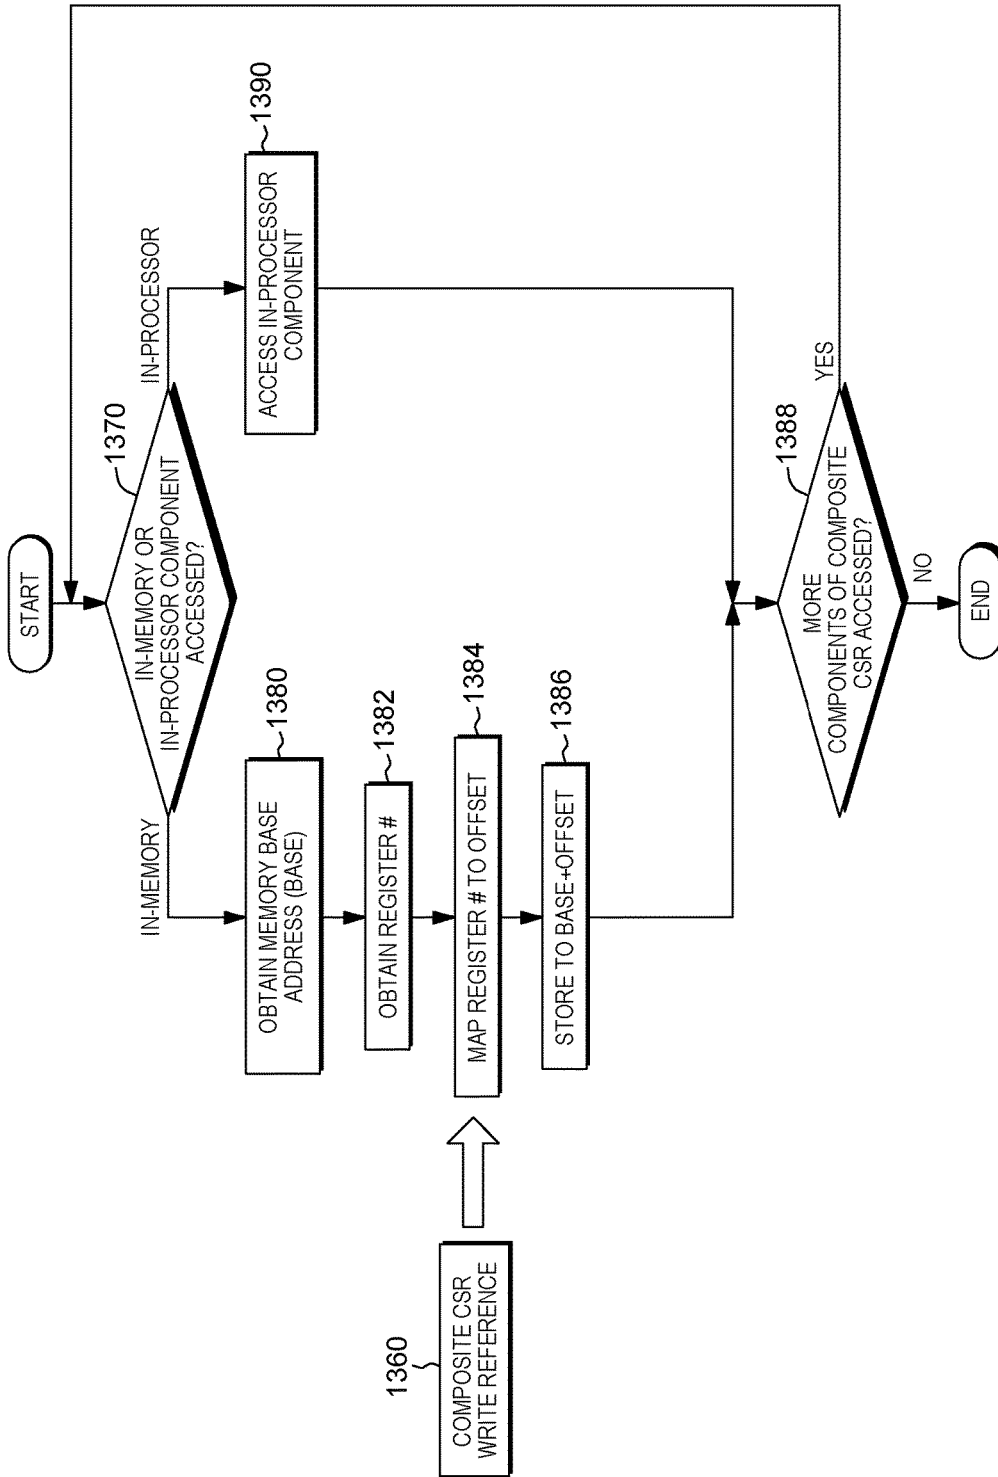 START
IN-MEMORY OR
IN-PROCESSOR COMPONENT
ACCESSED?
1370
IN-MEMORY
IN-PROCESSOR
OBTAIN MEMORY BASE
ADDRESS (BASE)
1380
ACCESS IN-PROCESSOR
COMPONENT
1390
OBTAIN REGISTER #
1382
1360
COMPOSITE CSR
WRITE REFERENCE
MAP REGISTER # TO OFFSET
1384
STORE TO BASE+OFFSET
1386
MORE
COMPONENTS OF COMPOSITE
CSR ACCESSED?
1388
YES
NO
END